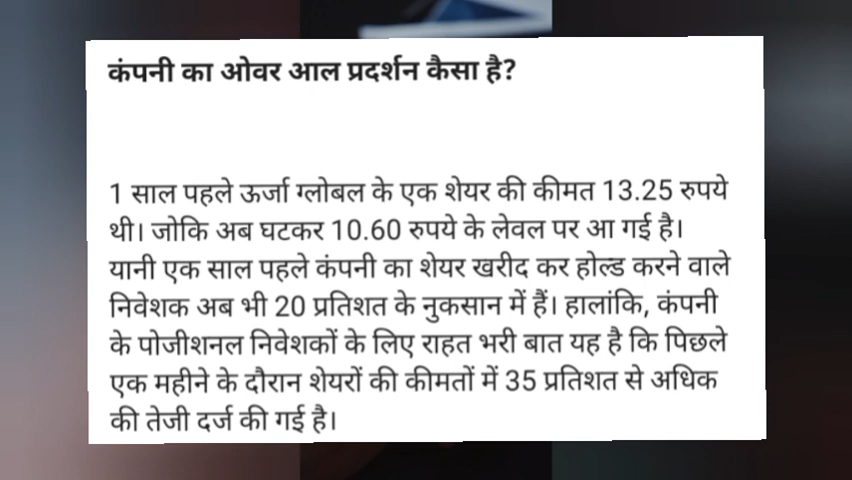 कंपनी का ओवर आल प्रदर्शन कैसा है?
1 साल पहले ऊर्जा ग्लोबल के एक शेयर की कीमत 13.25 रुपये
थी। जोकि अब घटकर 10.60 रुपये के लेवल पर आ गई है।
यानी एक साल पहले कंपनी का शेयर खरीद कर होल्ड करने वाले
निवेशक अब भी 20 प्रतिशत के नुकसान में हैं। हालांकि, कंपनी
के पोजीशनल निवेशकों के लिए राहत भरी बात यह है कि पिछले
एक महीने के दौरान शेयरों की कीमतों में 35 प्रतिशत से अधिक
की तेजी दर्ज की गई है।